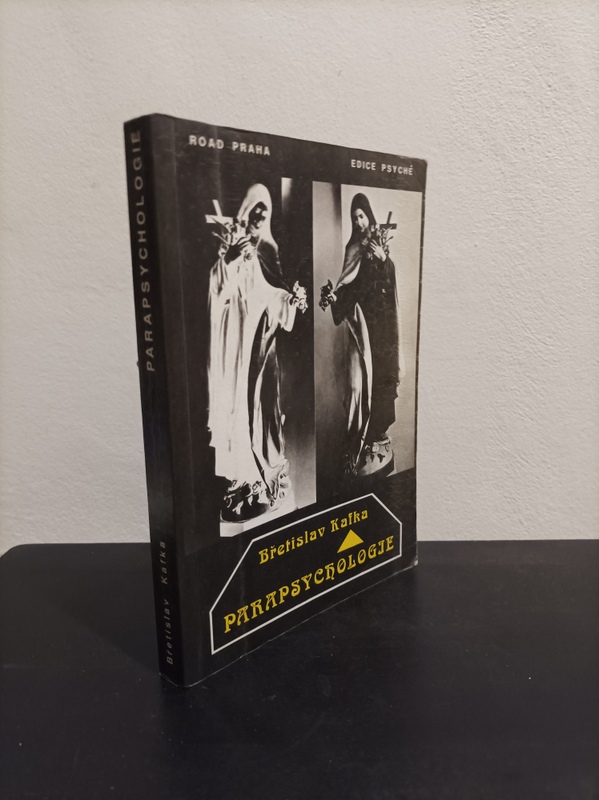 PARAPSYCHOLOGIE
Břetislav Kafka
ROAD PRAHA
EDICE PSYCHÉ
Břetislav Kafka
PARAPSYCHOLOGIE